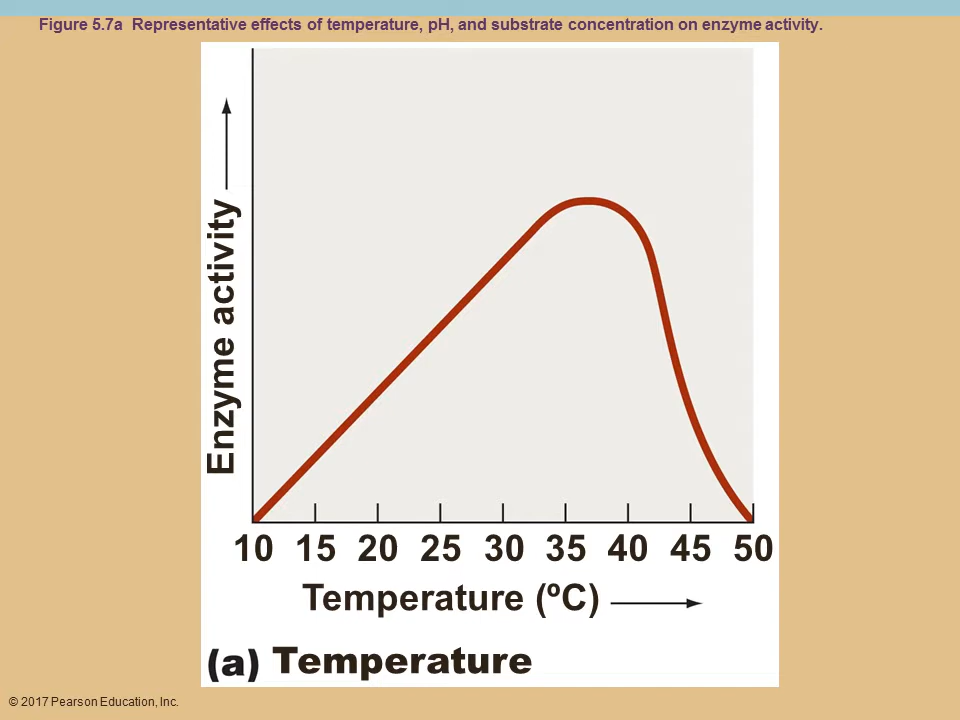 Figure 5.7a  Representative effects of temperature, pH, and substrate concentration on enzyme activity.
Enzyme activity
10 15 20 25 30 35 40 45 50
Temperature (ºC)
(a) Temperature
© 2017 Pearson Education, Inc.